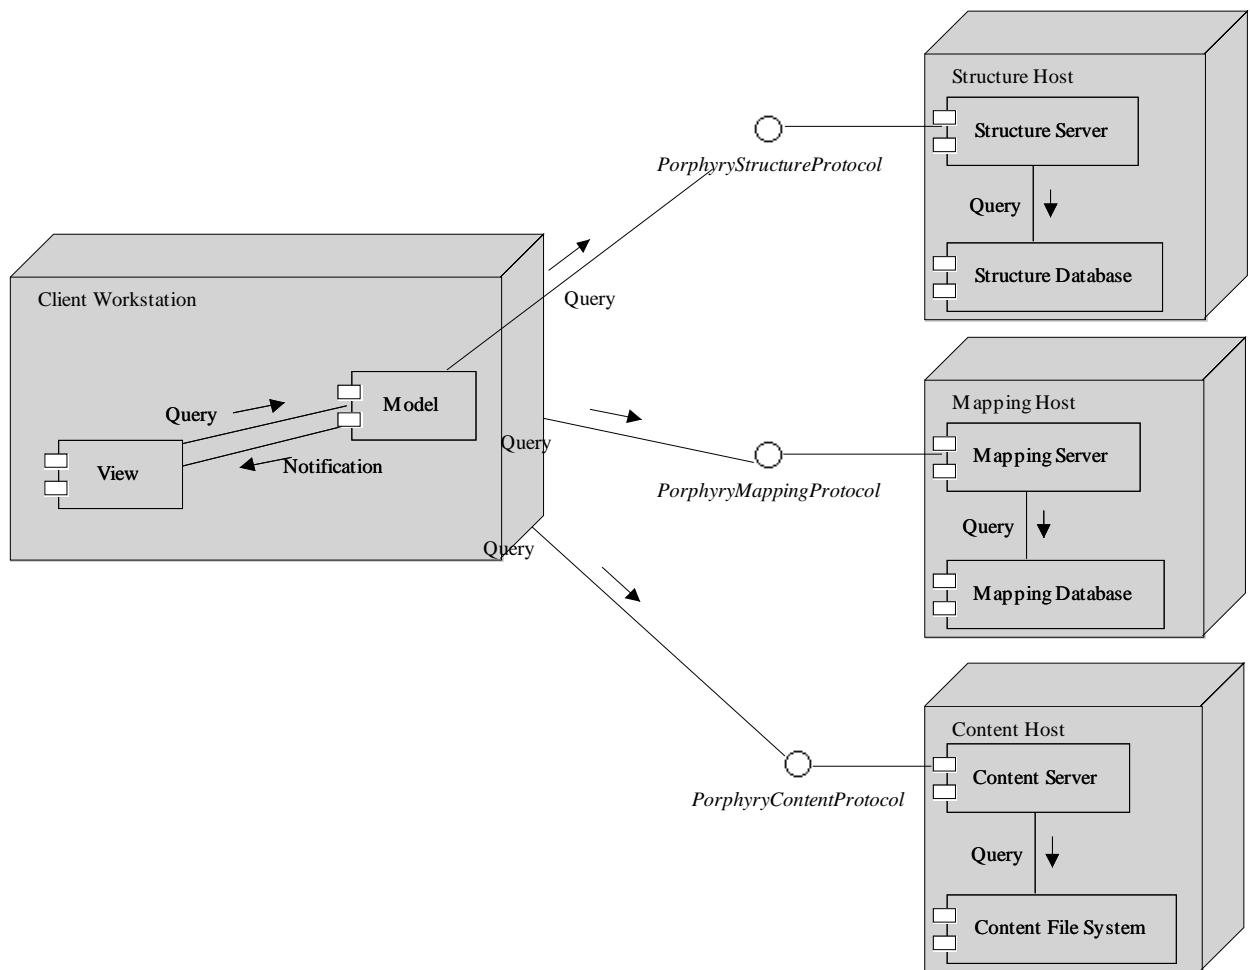 Structure Host
Structure Server
PorphyryStructureProtocol
Query
Structure Database
Client Workstation
Query
Model
Mapping Host
Query
Query
Mapping Server
View
Notification
PorphyryMappingProtocol
Query
Query
Mapping Database
Content Host
Content Server
PorphyryContentProtocol
Query
Content File System